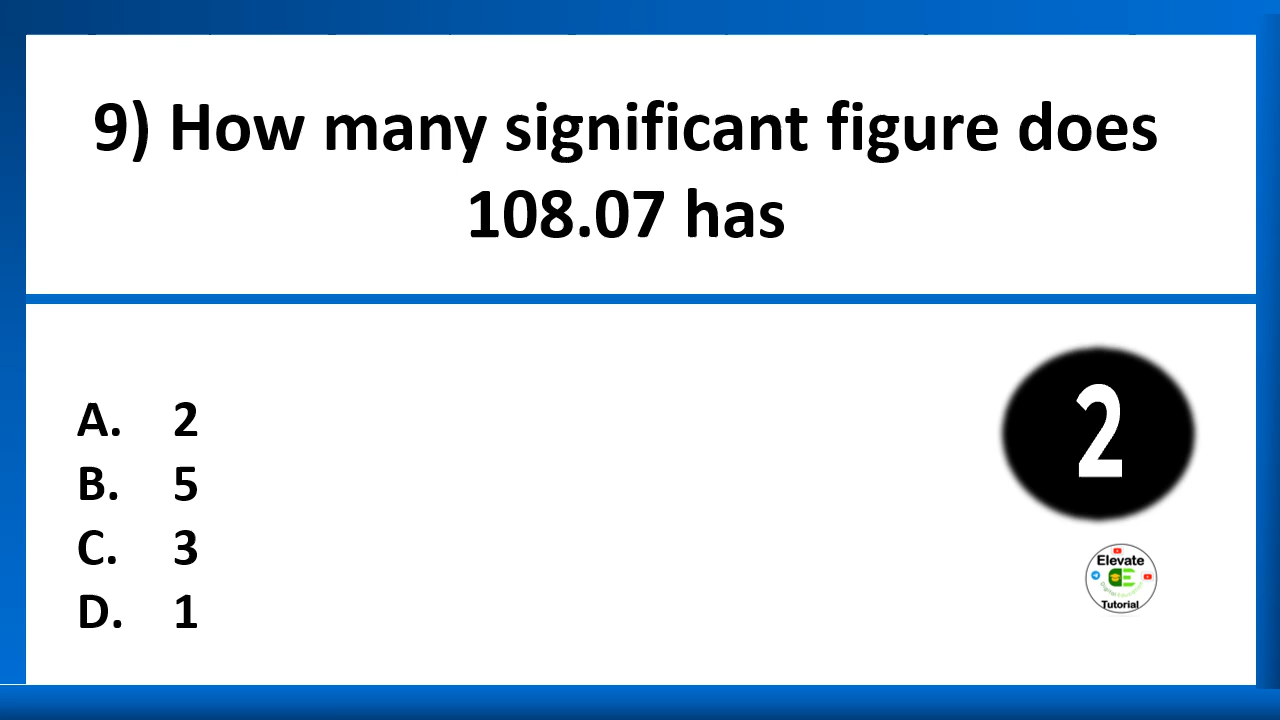 9) How many significant figure does
108.07 has
A. 2
B. 5
C. 3
D. 1
2
Elevate
Tutorial